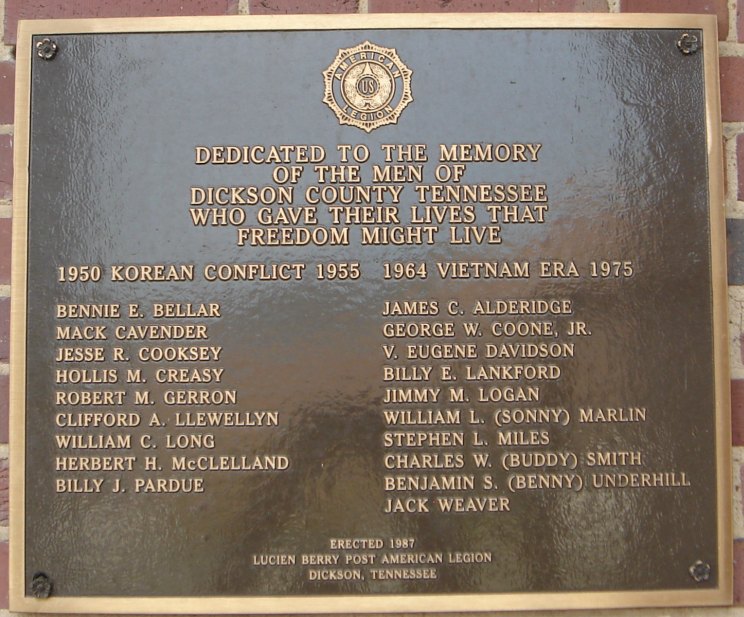 AMERICAN
US
LEGION
DEDICATED TO THE MEMORY
OF THE MEN OF
DICKSON COUNTY TENNESSEE
WHO GAVE THEIR LIVES THAT
FREEDOM MIGHT LIVE
1950 KOREAN CONFLICT 1955
BENNIE E. BELLAR
MACK CAVENDER
JESSE R. COOKSEY
HOLLIS M. CREASY
ROBERT M. GERRON
CLIFFORD A. LLEWELLYN
WILLIAM C. LONG
HERBERT H. McCLELLAND
BILLY J. PARDUE
1964 VIETNAM ERA 1975
JAMES C. ALDERIDGE
GEORGE W. COONE, JR.
V. EUGENE DAVIDSON
BILLY E. LANKFORD
JIMMY M. LOGAN
WILLIAM L. (SONNY) MARLIN
STEPHEN L. MILES
CHARLES W. (BUDDY) SMITH
BENJAMIN S. (BENNY) UNDERHILL
JACK WEAVER
ERECTED 1987
LUCIEN BERRY POST AMERICAN LEGION
DICKSON, TENNESSEE